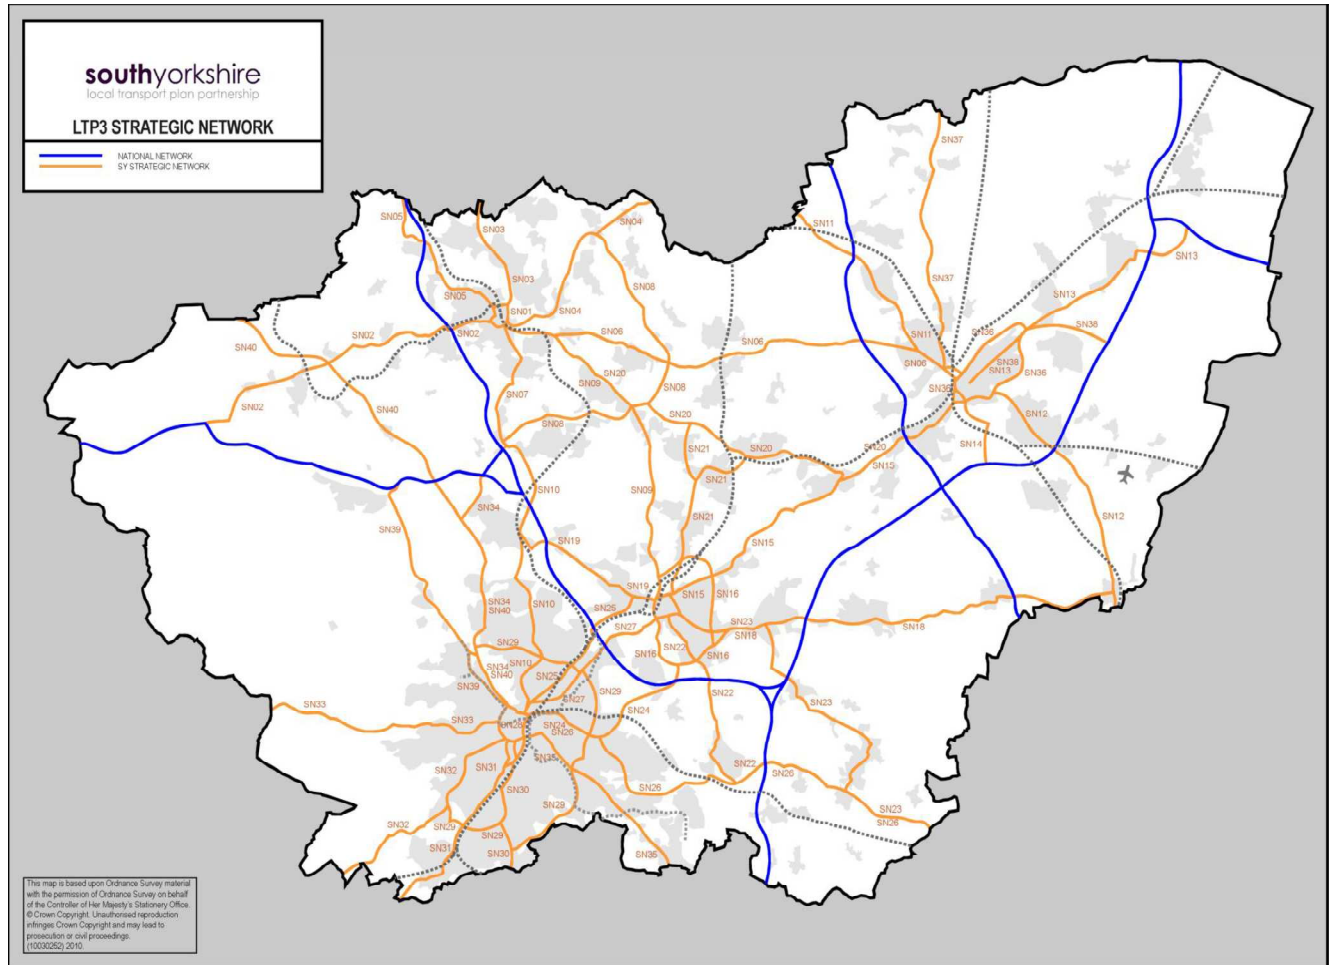 southyorkshire
local transport plan partnership
LTP3 STRATEGIC NETWORK
NATIONAL NETWORK
SY STRATEGIC NETWORK
SN37
SN05
SN03
SN04
SN11
SN37
SN13
SN03
SN08
SN05
SN01
SN04
SN13
SN02
SN02
SN06
SN11
SN38
SN38
SN40
SN06
SN06
SN38
SN13
SN36
SN20
SN09
SN08
SN36
SN02
SN40
SN07
SN08
SN20
SN12
SN21
SN20
SN20
SN14
SN15
SN21
SN10
SN09
SN34
SN21
SN12
SN39
SN19
SN15
SN19
SN15
SN16
SN34
SN40
SN10
SN25
SN27
SN23
SN18
SN18
SN29
SN16
SN22
SN16
SN34
SN40
SN10
SN25
SN39
SN27
SN29
SN22
SN23
SN33
SN33
SN24
SN24
SN26
SN32
SN31
SN35
SN22
SN26
SN30
SN26
SN29
SN23
SN26
SN32
SN29
SN29
SN31
SN30
SN35
This map is based upon Ordnance Survey material
with the permission of Ordnance Survey on behalf
of the Controller of Her Majesty's Stationery Office.
© Crown Copyright. Unauthorised reproduction
infringes Crown Copyright and may lead to
prosecution or civil proceedings.
(10030252) 2010.